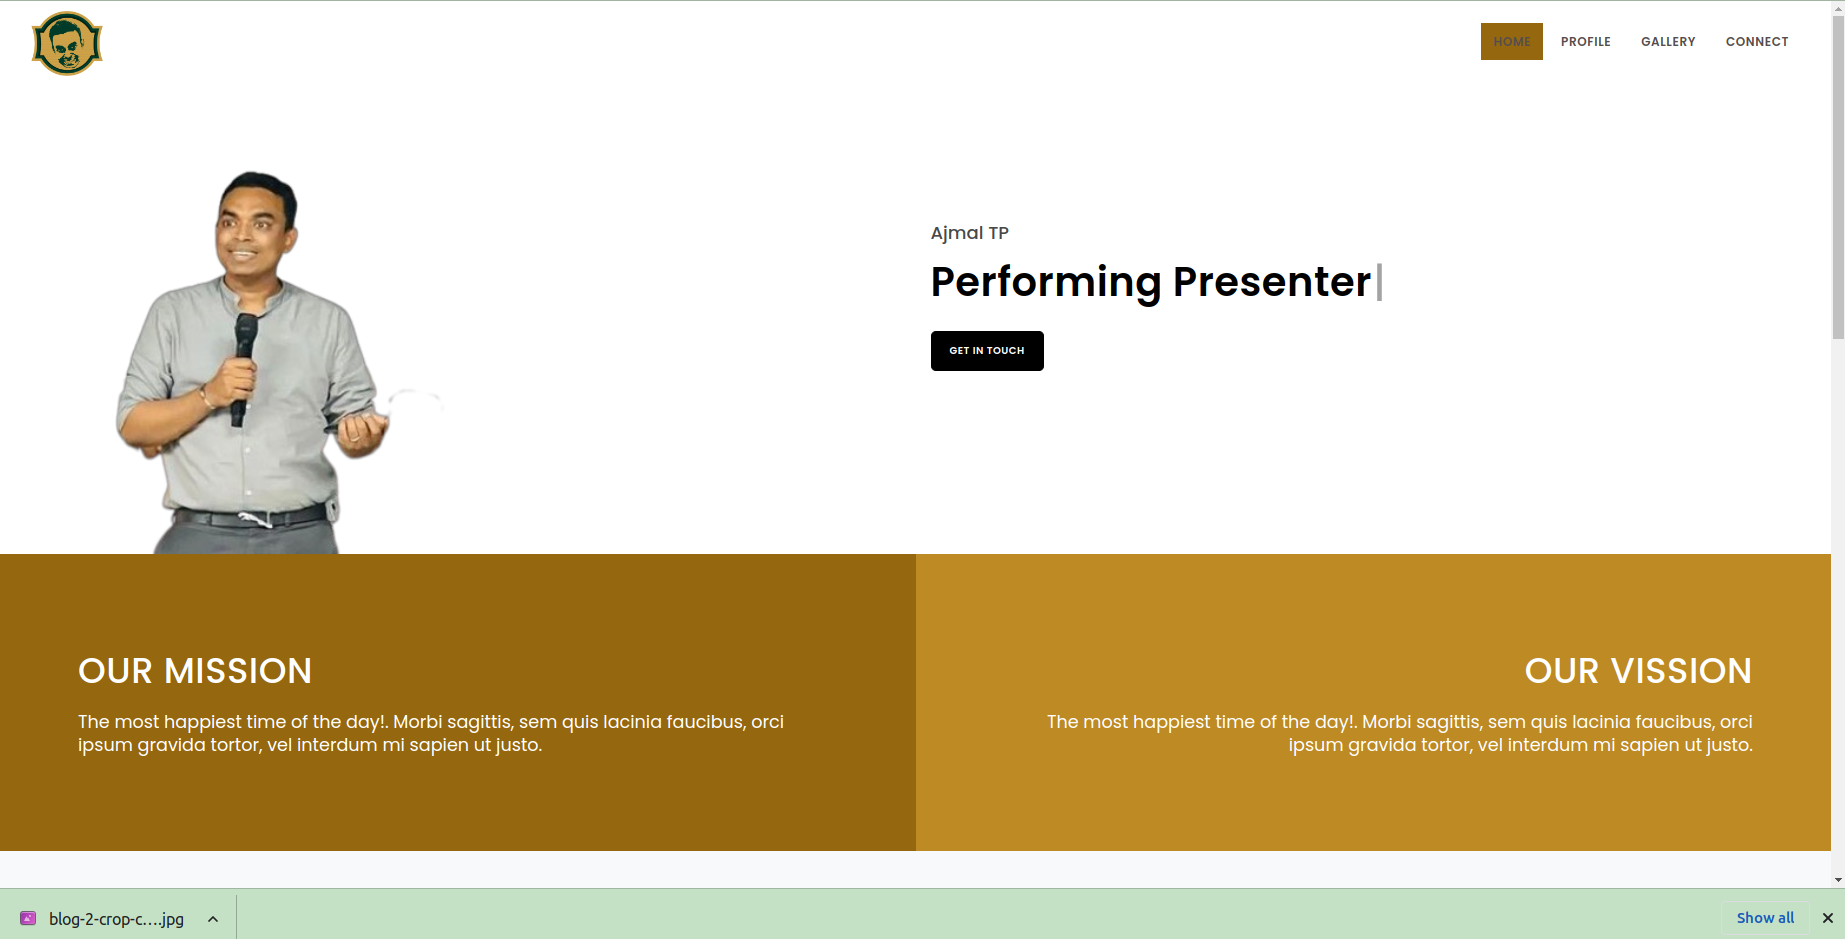 HOME PROFILE GALLERY CONNECT
Ajmal TP
Performing Presenter
GET IN TOUCH
OUR MISSION
The most happiest time of the day!. Morbi sagittis, sem quis lacinia faucibus, orci
ipsum gravida tortor, vel interdum mi sapien ut justo.
OUR VISSION
The most happiest time of the day!. Morbi sagittis, sem quis lacinia faucibus, orci
ipsum gravida tortor, vel interdum mi sapien ut justo.
blog-2-crop-c....jpg
Show all